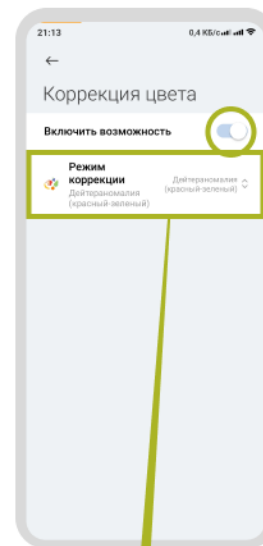 21:13 0,4 КБ/с
←
Коррекция цвета
Включить возможность
Режим
коррекции
Дейтераномалия
(красный-зеленый)
Дейтераномалия
(красный-зеленый)